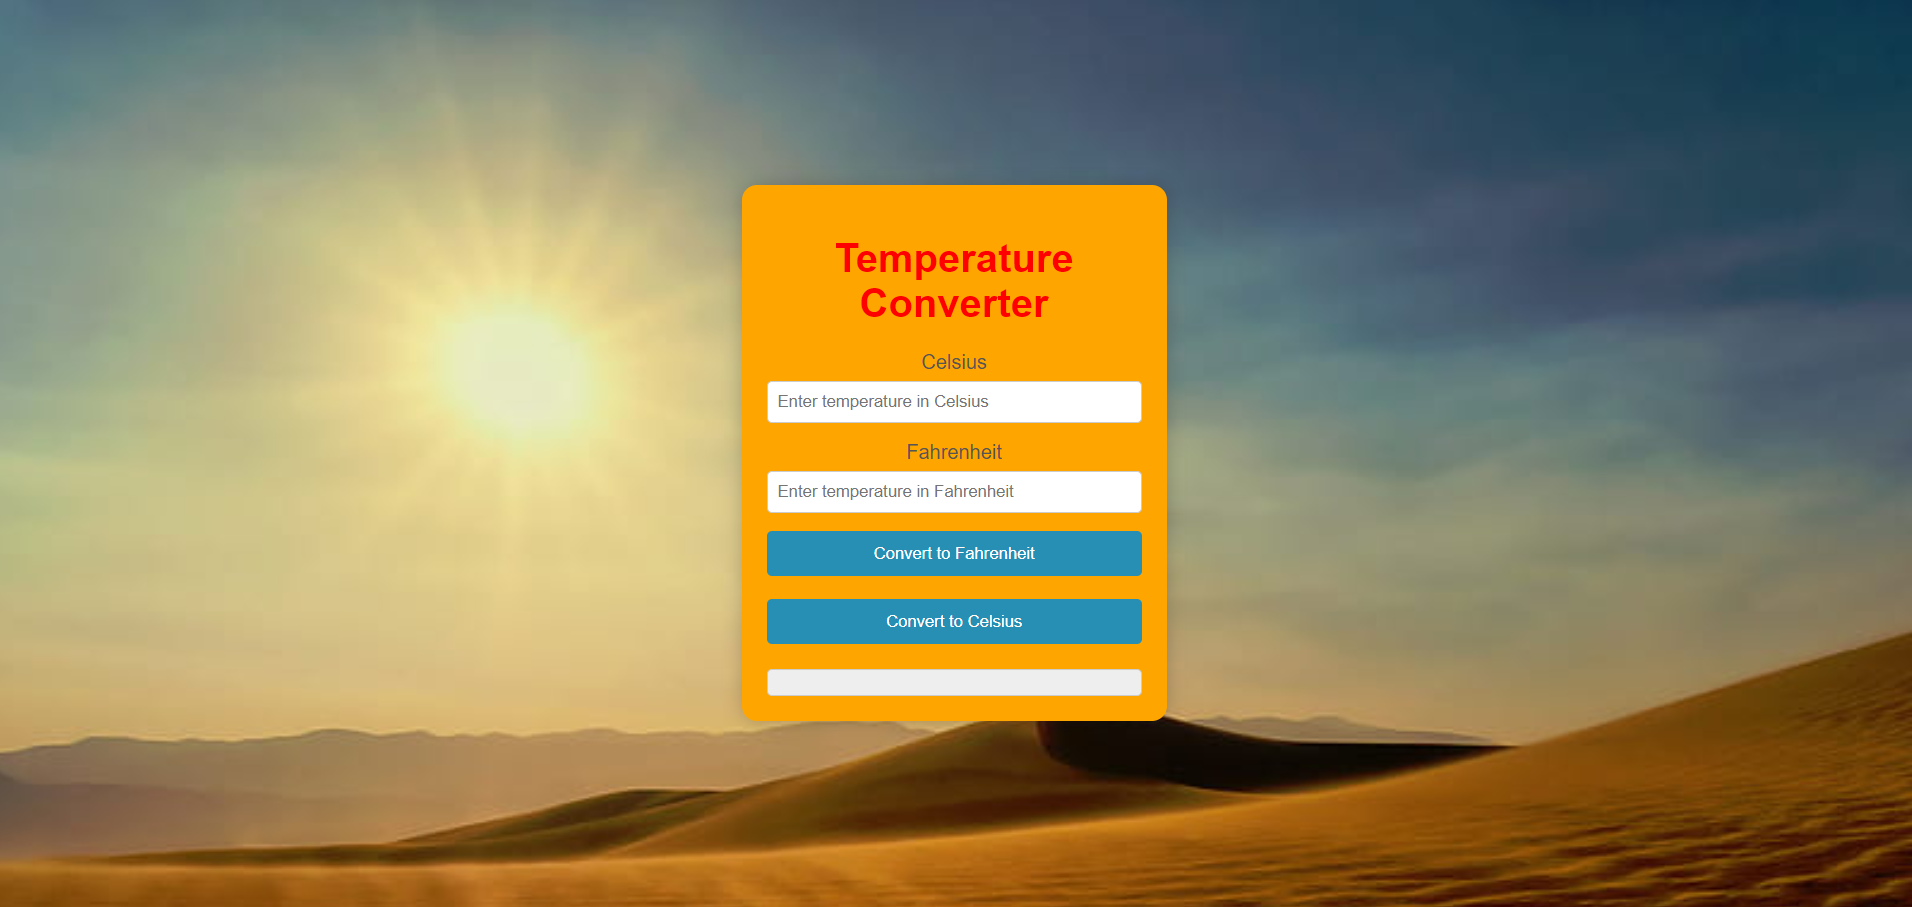 Temperature
Converter
Celsius
Enter temperature in Celsius
Fahrenheit
Enter temperature in Fahrenheit
Convert to Fahrenheit
Convert to Celsius